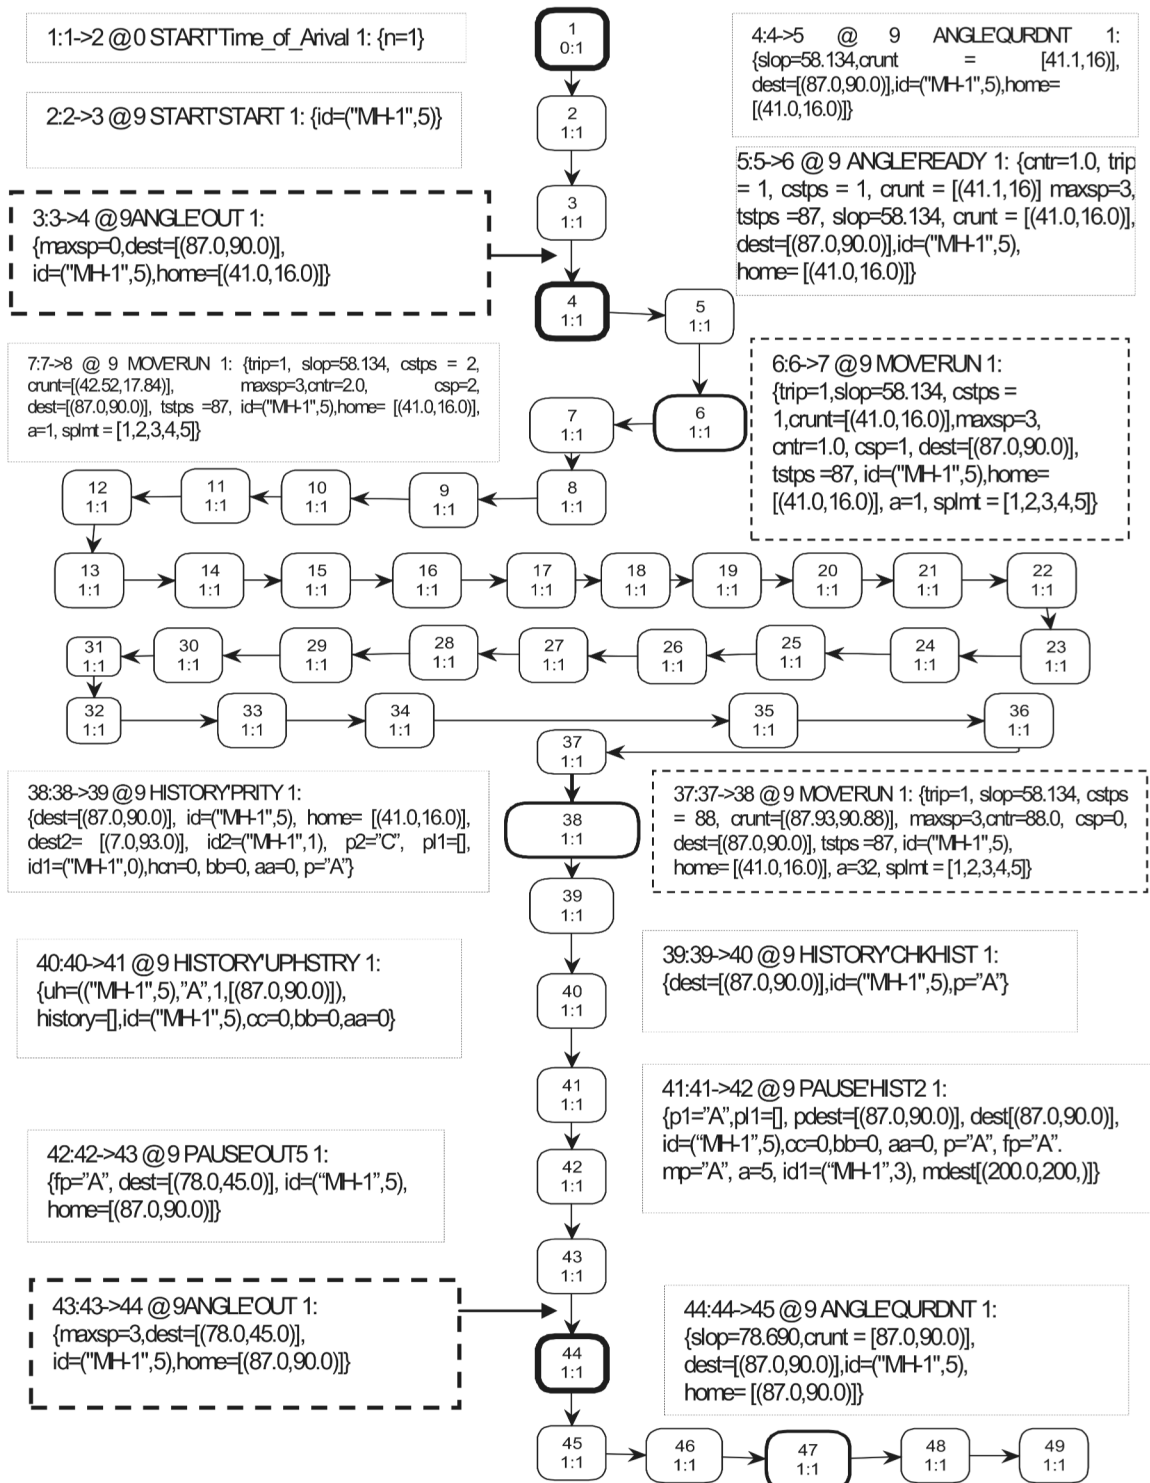 1:1->2 @0 START'Time_of_Arival 1: {n=1}
1
0:1
4:4->5 @ 9 ANGLE'QURDNT 1:
{slop=58.134,crunt = [41.1,16)],
dest=[(87.0,90.0)],id=("MH-1",5),home=
[(41.0,16.0)]}
2:2->3 @9 START'START 1: {id=("MH-1",5)}
2
1:1
5:5->6 @ 9 ANGLE'READY 1: {cntr=1.0, trip
= 1, cstps = 1, crunt = [(41.1,16)] maxsp=3,
tstps =87, slop=58.134, crunt = [(41.0,16.0)],
dest=[(87.0,90.0)],id=("MH-1",5),
home= [(41.0,16.0)]}
3
1:1
3:3->4 @9ANGLE'OUT 1:
{maxsp=0,dest=[(87.0,90.0)],
id=("MH-1",5),home=[(41.0,16.0)]}
4
1:1
5
1:1
7:7->8 @ 9 MOVE'RUN 1: {trip=1, slop=58.134, cstps = 2,
crunt=[(42.52,17.84)], maxsp=3,cntr=2.0, csp=2,
dest=[(87.0,90.0)], tstps =87, id=("MH-1",5),home= [(41.0,16.0)],
a=1, splmt = [1,2,3,4,5]}
6:6->7 @9 MOVE'RUN 1:
{trip=1,slop=58.134, cstps =
1,crunt=[(41.0,16.0)],maxsp=3,
cntr=1.0, csp=1, dest=[(87.0,90.0)],
tstps =87, id=("MH-1",5),home=
[(41.0,16.0)], a=1, splmt = [1,2,3,4,5]}
7
1:1
6
1:1
12
1:1
11
1:1
10
1:1
9
1:1
8
1:1
13
1:1
14
1:1
15
1:1
16
1:1
17
1:1
18
1:1
19
1:1
20
1:1
21
1:1
22
1:1
31
1:1
30
1:1
29
1:1
28
1:1
27
1:1
26
1:1
25
1:1
24
1:1
23
1:1
32
1:1
33
1:1
34
1:1
35
1:1
36
1:1
37
1:1
38:38->39 @9 HISTORY'PRITY 1:
{dest=[(87.0,90.0)], id=("MH-1",5), home= [(41.0,16.0)],
dest2= [(7.0,93.0)], id2=("MH-1",1), p2="C", pl1=[],
id1=("MH-1",0),hcn=0, bb=0, aa=0, p="A"}
38
1:1
37:37->38 @ 9 MOVE'RUN 1: {trip=1, slop=58.134, cstps
= 88, crunt=[(87.93,90.88)], maxsp=3,cntr=88.0, csp=0,
dest=[(87.0,90.0)], tstps =87, id=("MH-1",5),
home= [(41.0,16.0)], a=32, splmt = [1,2,3,4,5]}
39
1:1
40:40->41 @9 HISTORY'UPHSTRY 1:
{uh=(("MH-1",5),"A",1,[(87.0,90.0)]),
history=[],id=("MH-1",5),cc=0,bb=0,aa=0}
39:39->40 @9 HISTORY'CHKHIST 1:
{dest=[(87.0,90.0)],id=("MH-1",5),p="A"}
40
1:1
41
1:1
41:41->42 @9 PAUSE'HIST2 1:
{p1="A",pl1=[], pdest=[(87.0,90.0)], dest[(87.0,90.0)],
id=("MH-1",5),cc=0,bb=0, aa=0, p="A", fp="A".
mp="A", a=5, id1=("MH-1",3), mdest[(200.0,200,)]}
42:42->43 @9 PAUSE'OUT5 1:
{fp="A", dest=[(78.0,45.0)], id=("MH-1",5),
home=[(87.0,90.0)]}
42
1:1
43
1:1
43:43->44 @9ANGLE'OUT 1:
{maxsp=3,dest=[(78.0,45.0)],
id=("MH-1",5),home=[(87.0,90.0)]}
44
1:1
44:44->45 @9 ANGLE'QURDNT 1:
{slop=78.690,crunt = [87.0,90.0)],
dest=[(87.0,90.0)],id=("MH-1",5),
home= [(87.0,90.0)]}
45
1:1
46
1:1
47
1:1
48
1:1
49
1:1